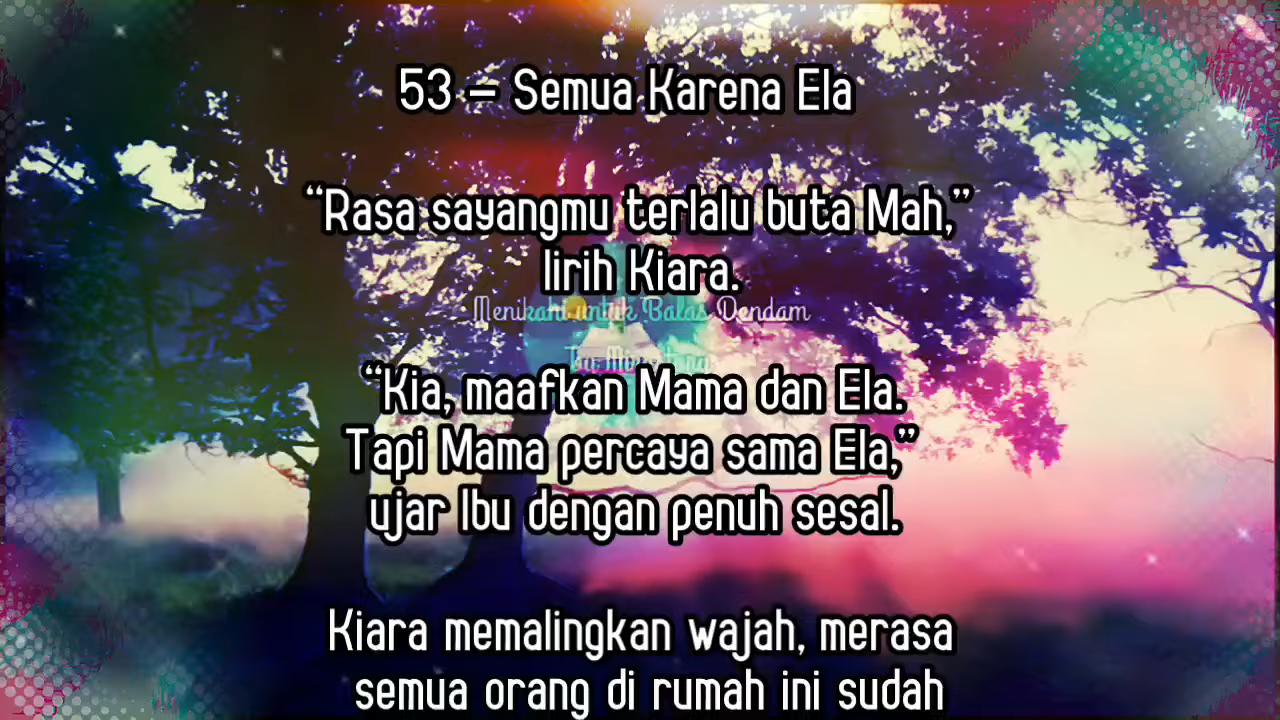 53 – Semua Karena Ela
“Rasa sayangmu terlalu buta Mah,”
lirih Kiara.
Menikahi untuk Balas Dendam
“Kia, maafkan Mama dan Ela.
Tapi Mama percaya sama Ela,”
ujar Ibu dengan penuh sesal.
Kiara memalingkan wajah, merasa
semua orang di rumah ini sudah